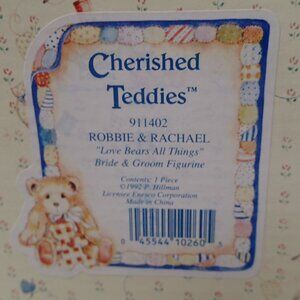 Cherished
Teddies™
911402
ROBBIE & RACHAEL
"Love Bears All Things"
Bride & Groom Figurine
Contents: 1 Piece
©1992 P. Hillman
Licensee Enesco Corporation
Made in China
0 45544 10260 5